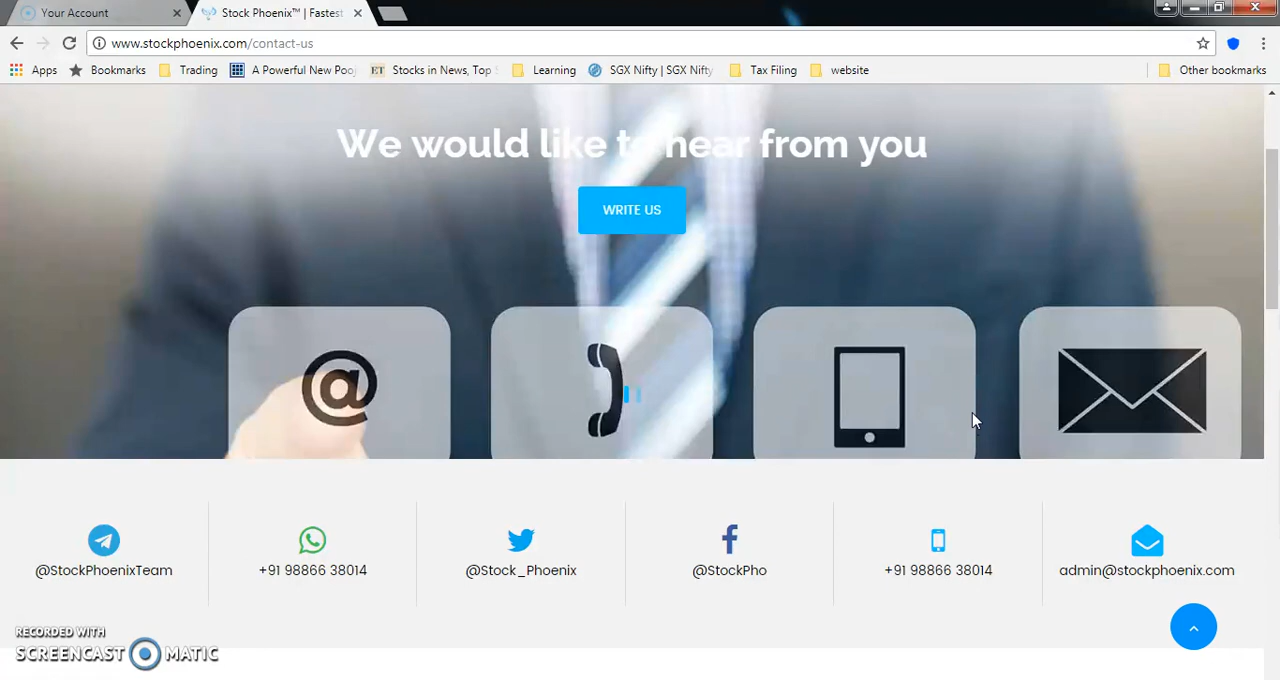 Your Account
Stock Phoenix™ | Fastest
www.stockphoenix.com/contact-us
Apps Bookmarks Trading A Powerful New Poo ET Stocks in News, Top S Learning SGX Nifty | SGX Nifty Tax Filing website Other bookmarks
We would like to hear from you
WRITE US
@
@StockPhoenixTeam
+91 98866 38014
@Stock_Phoenix
@StockPho
+91 98866 38014
admin@stockphoenix.com
RECORDED WITH
SCREENCAST MATIC